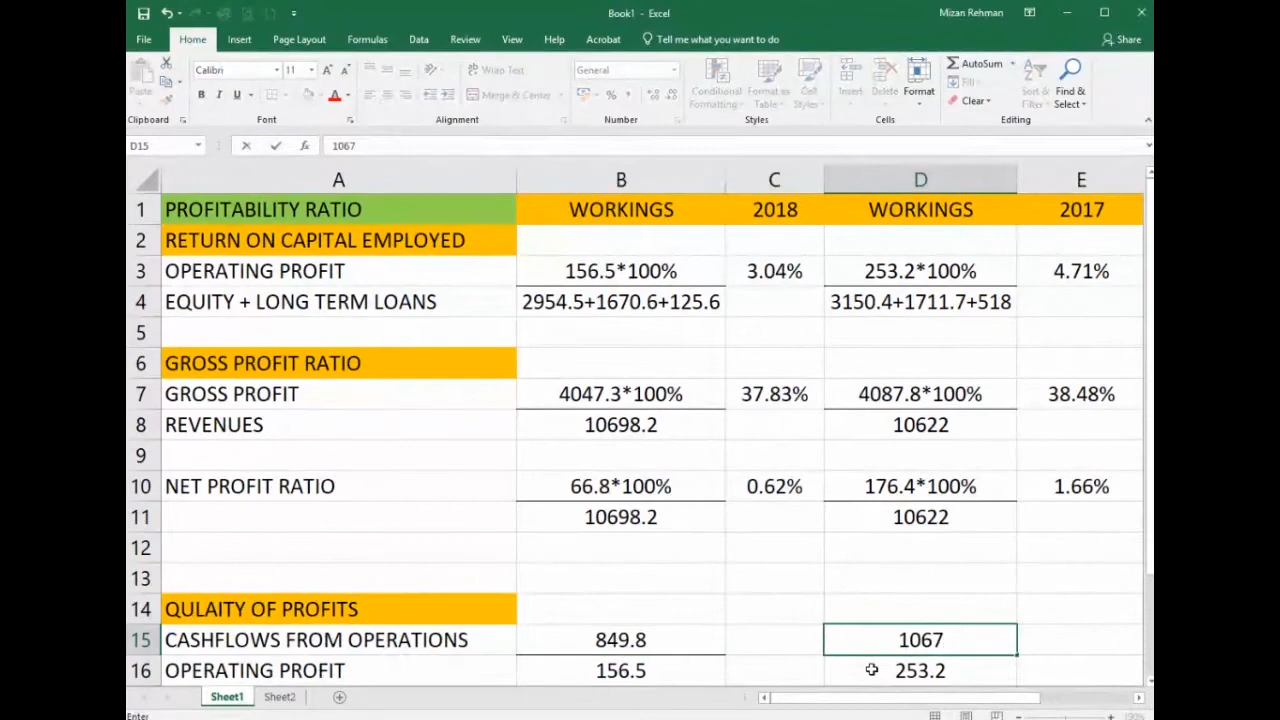 Book1 - Excel
Mizan Rehman
File Home Insert Page Layout Formulas Data Review View Help Acrobat Tell me what you want to do Share
Calibri 11 Wrap Text General AutoSum
Fill
Paste Merge & Center Conditional Formatting Format as Table Cell Styles Insert Delete Format Clear Sort & Filter Find & Select
Clipboard Font Alignment Number Styles Cells Editing
D15 fx 1067
A B C D E
1 PROFITABILITY RATIO WORKINGS 2018 WORKINGS 2017
2 RETURN ON CAPITAL EMPLOYED
3 OPERATING PROFIT 156.5*100% 3.04% 253.2*100% 4.71%
4 EQUITY + LONG TERM LOANS 2954.5+1670.6+125.6 3150.4+1711.7+518
5
6 GROSS PROFIT RATIO
7 GROSS PROFIT 4047.3*100% 37.83% 4087.8*100% 38.48%
8 REVENUES 10698.2 10622
9
10 NET PROFIT RATIO 66.8*100% 0.62% 176.4*100% 1.66%
11 10698.2 10622
12
13
14 QULAITY OF PROFITS
15 CASHFLOWS FROM OPERATIONS 849.8 1067
16 OPERATING PROFIT 156.5 253.2
Sheet1 Sheet2
Enter